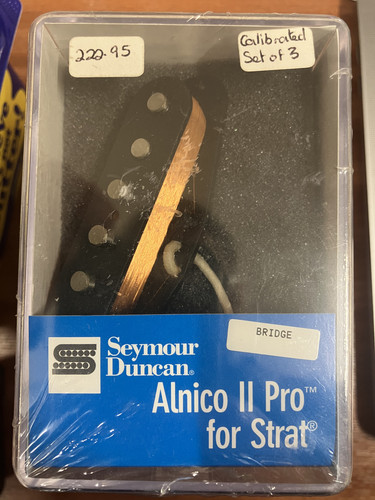 222.95
Calibrated
Set of 3
BRIDGE
Seymour
Duncan®
Alnico II Pro™
for Strat®